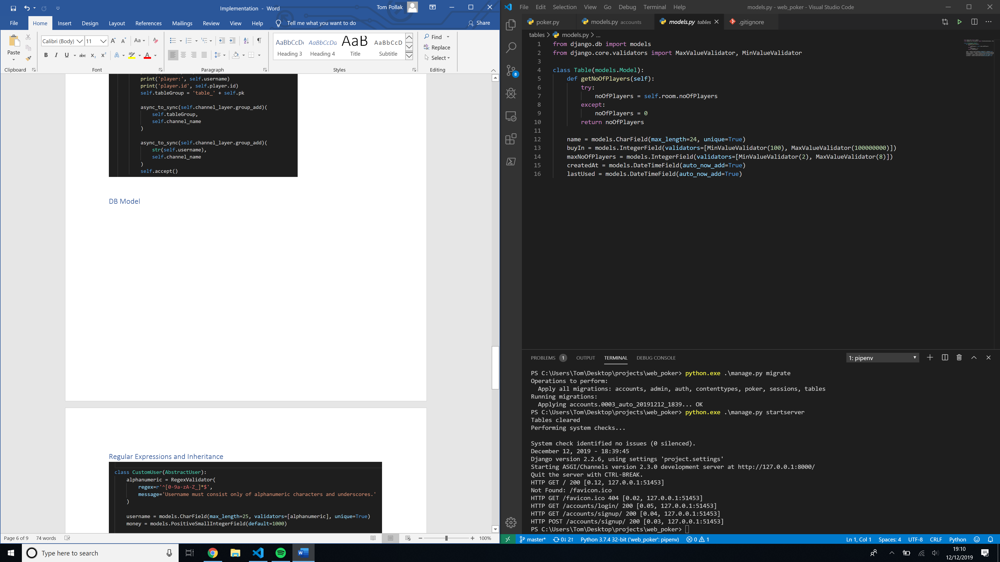 Implementation - Word
Tom Pollak
File Home Insert Design Layout References Mailings Review View Help Tell me what you want to do Share
Paste
Calibri (Body) 11
AaBbCcDc AaBbCcDa AaB AaBbCcD
Heading 3 Heading 4 Title Subtitle
Find
Replace
Select
Clipboard Font Paragraph Styles Editing
print('player:', self.username)
print('player.id', self.player.id)
self.tableGroup = 'table_' + self.pk
async_to_sync(self.channel_layer.group_add)(
self.tableGroup,
self.channel_name
)
async_to_sync(self.channel_layer.group_add)(
str(self.username),
self.channel_name
)
self.accept()
DB Model
Regular Expressions and Inheritance
class CustomUser(AbstractUser):
alphanumeric = RegexValidator(
regex=r'^[0-9a-zA-Z_]*$',
message='Username must consist only of alphanumeric characters and underscores.'
)
username = models.CharField(max_length=25, validators=[alphanumeric], unique=True)
money = models.PositiveSmallIntegerField(default=1000)
Page 6 of 9 74 words 100%
File Edit Selection View Go Debug Terminal Help models.py - web_poker - Visual Studio Code
poker.py models.py accounts models.py tables .gitignore
tables > models.py > ...
1 from django.db import models
2 from django.core.validators import MaxValueValidator, MinValueValidator
3
4 class Table(models.Model):
5 def getNoOfPlayers(self):
6 try:
7 noOfPlayers = self.room.noOfPlayers
8 except:
9 noOfPlayers = 0
10 return noOfPlayers
11
12 name = models.CharField(max_length=24, unique=True)
13 buyIn = models.IntegerField(validators=[MinValueValidator(100), MaxValueValidator(100000000)])
14 maxNoOfPlayers = models.IntegerField(validators=[MinValueValidator(2), MaxValueValidator(8)])
15 createdAt = models.DateTimeField(auto_now_add=True)
16 lastUsed = models.DateTimeField(auto_now_add=True)
8
PROBLEMS 1 OUTPUT TERMINAL DEBUG CONSOLE 1: pipenv
PS C:\Users\Tom\Desktop\projects\web_poker> python.exe .\manage.py migrate
Operations to perform:
Apply all migrations: accounts, admin, auth, contenttypes, poker, sessions, tables
Running migrations:
Applying accounts.0003_auto_20191212_1839... OK
PS C:\Users\Tom\Desktop\projects\web_poker> python.exe .\manage.py startserver
Tables cleared
Performing system checks...
System check identified no issues (0 silenced).
December 12, 2019 - 18:39:45
Django version 2.2.6, using settings 'project.settings'
Starting ASGI/Channels version 2.3.0 development server at http://127.0.0.1:8000/
Quit the server with CTRL-BREAK.
HTTP GET / 200 [0.12, 127.0.0.1:51453]
Not Found: /favicon.ico
HTTP GET /favicon.ico 404 [0.02, 127.0.0.1:51453]
HTTP GET /accounts/login/ 200 [0.05, 127.0.0.1:51453]
HTTP GET /accounts/signup/ 200 [0.04, 127.0.0.1:51453]
HTTP POST /accounts/signup/ 200 [0.03, 127.0.0.1:51453]
PS C:\Users\Tom\Desktop\projects\web_poker>
master* 0↓ 2↑ Python 3.7.4 32-bit ('web_poker': pipenv) 0 1 Ln 1, Col 1 Spaces: 4 UTF-8 CRLF Python
Type here to search
19:10
12/12/2019